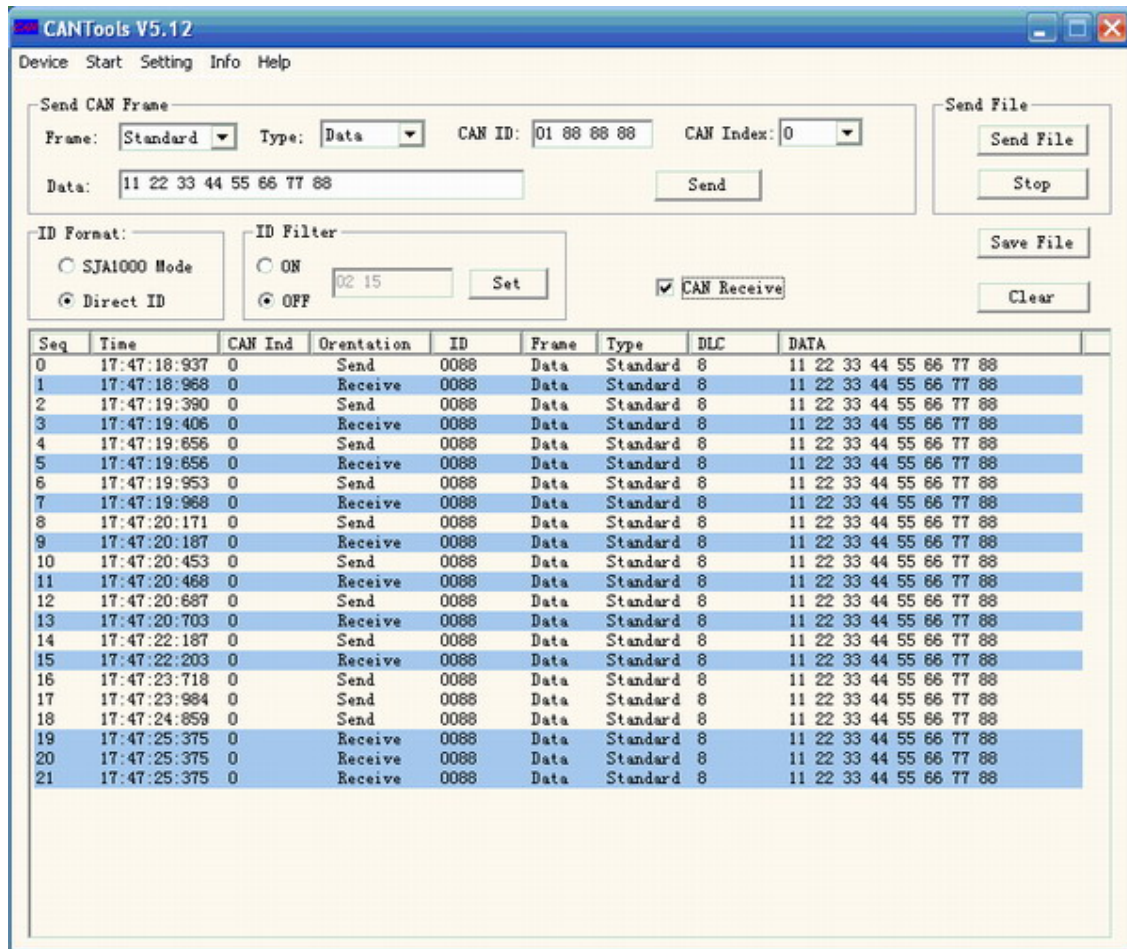 CANTools V5.12
Device Start Setting Info Help
Send CAN Frame
Frame: Standard Type: Data CAN ID: 01 88 88 88 CAN Index: 0
Data: 11 22 33 44 55 66 77 88 Send
Send File
Send File
Stop
ID Format:
SJA1000 Mode
Direct ID
ID Filter
ON
OFF
02 15 Set
CAN Receive
Save File
Clear
Seq Time CAN Ind Orentation ID Frame Type DLC DATA
0 17:47:18:937 0 Send 0088 Data Standard 8 11 22 33 44 55 66 77 88
1 17:47:18:968 0 Receive 0088 Data Standard 8 11 22 33 44 55 66 77 88
2 17:47:19:390 0 Send 0088 Data Standard 8 11 22 33 44 55 66 77 88
3 17:47:19:406 0 Receive 0088 Data Standard 8 11 22 33 44 55 66 77 88
4 17:47:19:656 0 Send 0088 Data Standard 8 11 22 33 44 55 66 77 88
5 17:47:19:656 0 Receive 0088 Data Standard 8 11 22 33 44 55 66 77 88
6 17:47:19:953 0 Send 0088 Data Standard 8 11 22 33 44 55 66 77 88
7 17:47:19:968 0 Receive 0088 Data Standard 8 11 22 33 44 55 66 77 88
8 17:47:20:171 0 Send 0088 Data Standard 8 11 22 33 44 55 66 77 88
9 17:47:20:187 0 Receive 0088 Data Standard 8 11 22 33 44 55 66 77 88
10 17:47:20:453 0 Send 0088 Data Standard 8 11 22 33 44 55 66 77 88
11 17:47:20:468 0 Receive 0088 Data Standard 8 11 22 33 44 55 66 77 88
12 17:47:20:687 0 Send 0088 Data Standard 8 11 22 33 44 55 66 77 88
13 17:47:20:703 0 Receive 0088 Data Standard 8 11 22 33 44 55 66 77 88
14 17:47:22:187 0 Send 0088 Data Standard 8 11 22 33 44 55 66 77 88
15 17:47:22:203 0 Receive 0088 Data Standard 8 11 22 33 44 55 66 77 88
16 17:47:23:718 0 Send 0088 Data Standard 8 11 22 33 44 55 66 77 88
17 17:47:23:984 0 Send 0088 Data Standard 8 11 22 33 44 55 66 77 88
18 17:47:24:859 0 Send 0088 Data Standard 8 11 22 33 44 55 66 77 88
19 17:47:25:375 0 Receive 0088 Data Standard 8 11 22 33 44 55 66 77 88
20 17:47:25:375 0 Receive 0088 Data Standard 8 11 22 33 44 55 66 77 88
21 17:47:25:375 0 Receive 0088 Data Standard 8 11 22 33 44 55 66 77 88